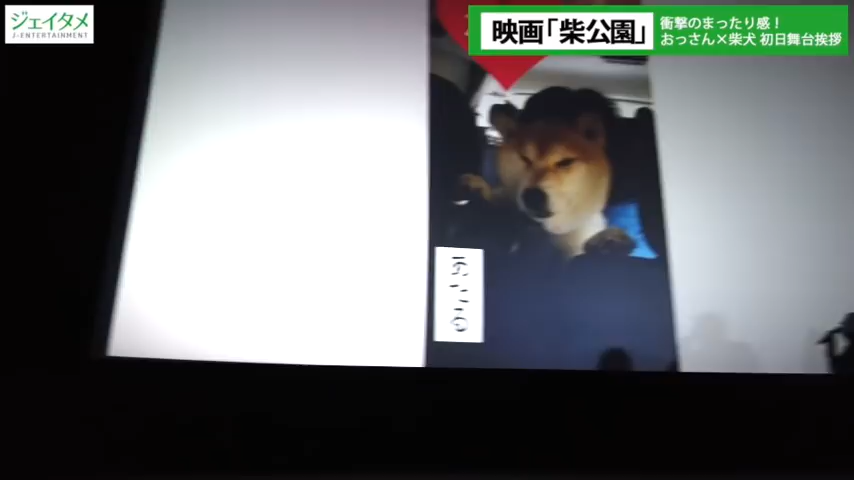 ジェイタメ
J-ENTERTAINMENT
映画「柴公園」
衝撃のまったり感！
おっさん×柴犬 初日舞台挨拶
あたる